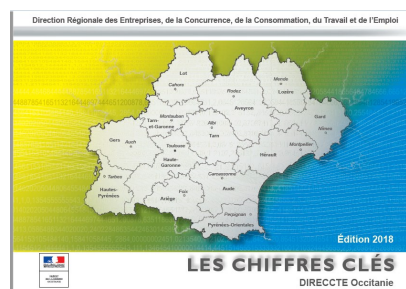 Direction Régionale des Entreprises, de la Concurrence, de la Consommation, du Travail et de l'Emploi
Lot
Cahors
Mende
Lozère
Rodez
Aveyron
Montauban
Tarn-
et-Garonne
Albi
Tarn
Gard
Nîmes
Gers
Auch
Toulouse
Haute-
Garonne
Montpellier
Hérault
Tarbes
Hautes-
Pyrénées
Carcassonne
Aude
Foix
Ariège
Perpignan
Pyrénées-Orientales
Édition 2018
LES CHIFFRES CLÉS
DIRECCTE Occitanie